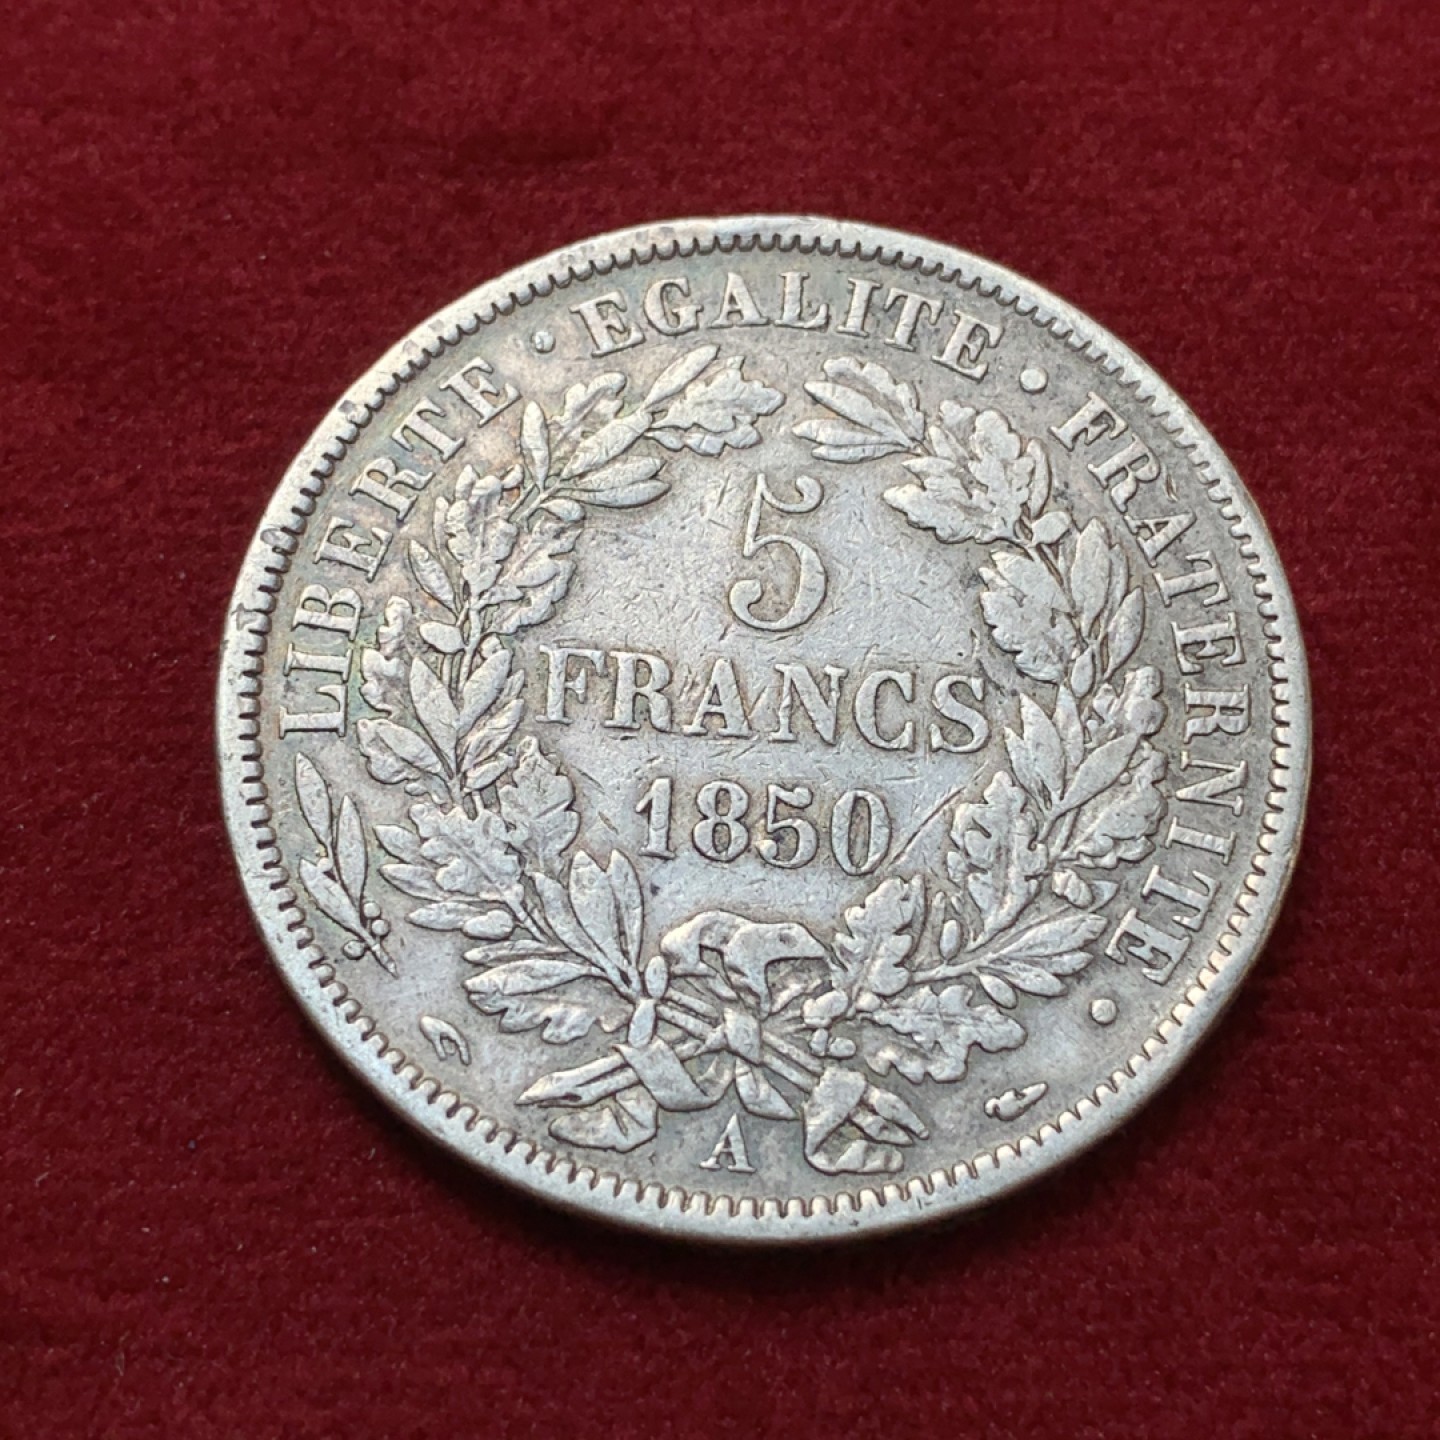 LIBERTE · EGALITE · FRATERNITE ·
5
FRANCS
1850
A